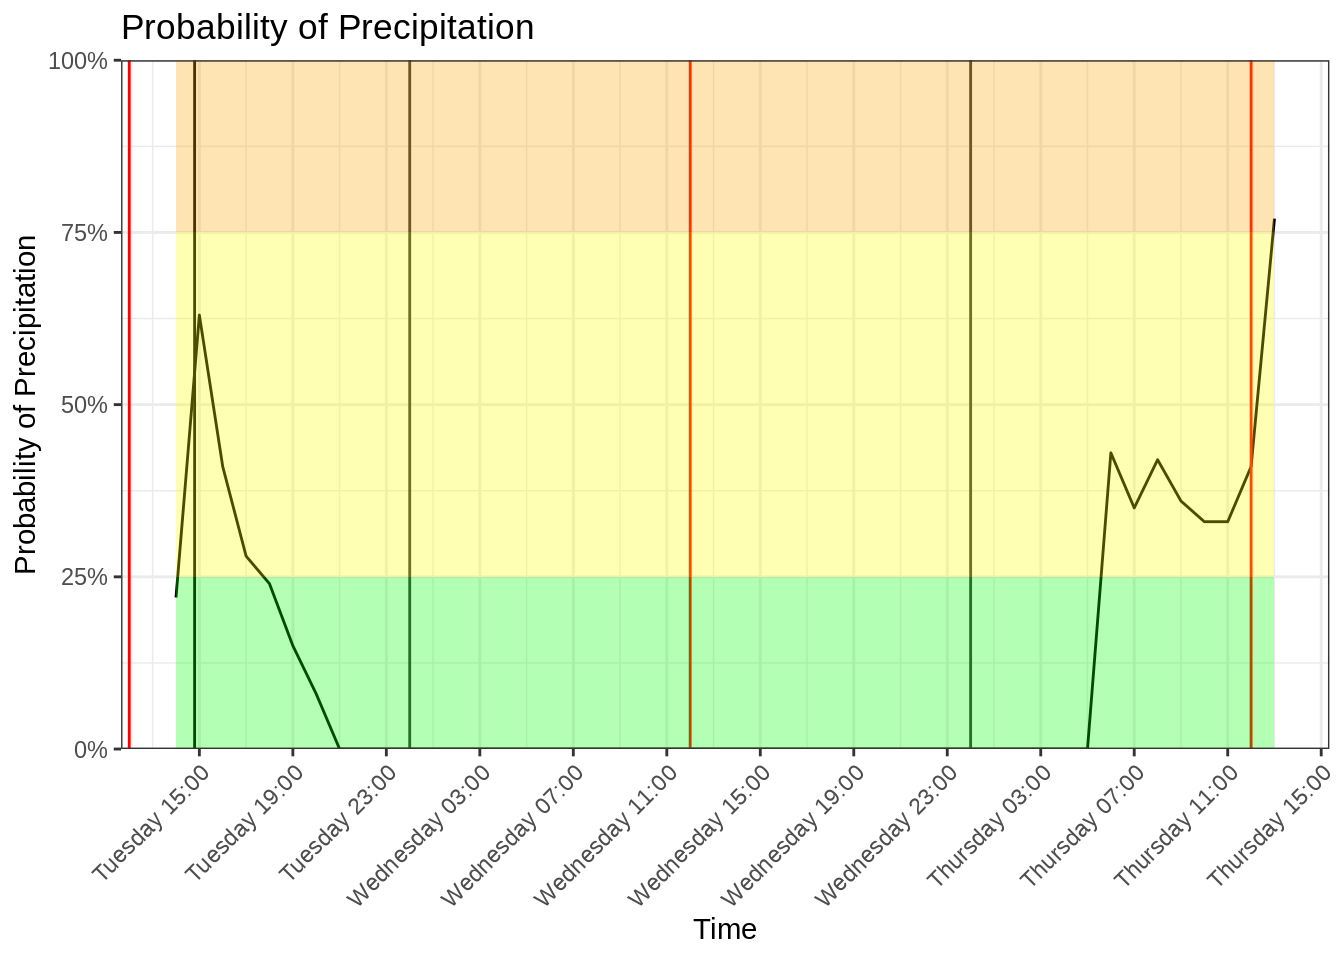 Probability of Precipitation
100%
75%
50%
25%
0%
Probability of Precipitation
Tuesday 15:00
Tuesday 19:00
Tuesday 23:00
Wednesday 03:00
Wednesday 07:00
Wednesday 11:00
Wednesday 15:00
Wednesday 19:00
Wednesday 23:00
Thursday 03:00
Thursday 07:00
Thursday 11:00
Thursday 15:00
Time